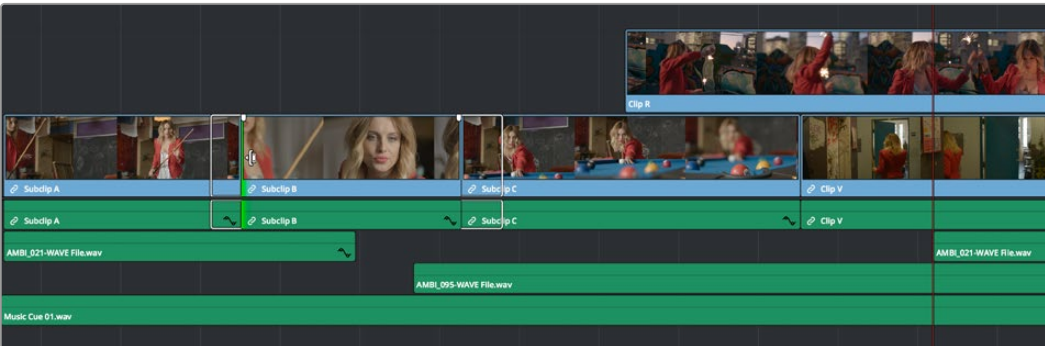 Clip R
Subclip A
Subclip B
Subclip C
Clip V
Subclip A
Subclip B
Subclip C
Clip V
AMBI_021-WAVE File.wav
AMBI_021-WAVE File.wav
AMBI_095-WAVE File.wav
Music Cue 01.wav